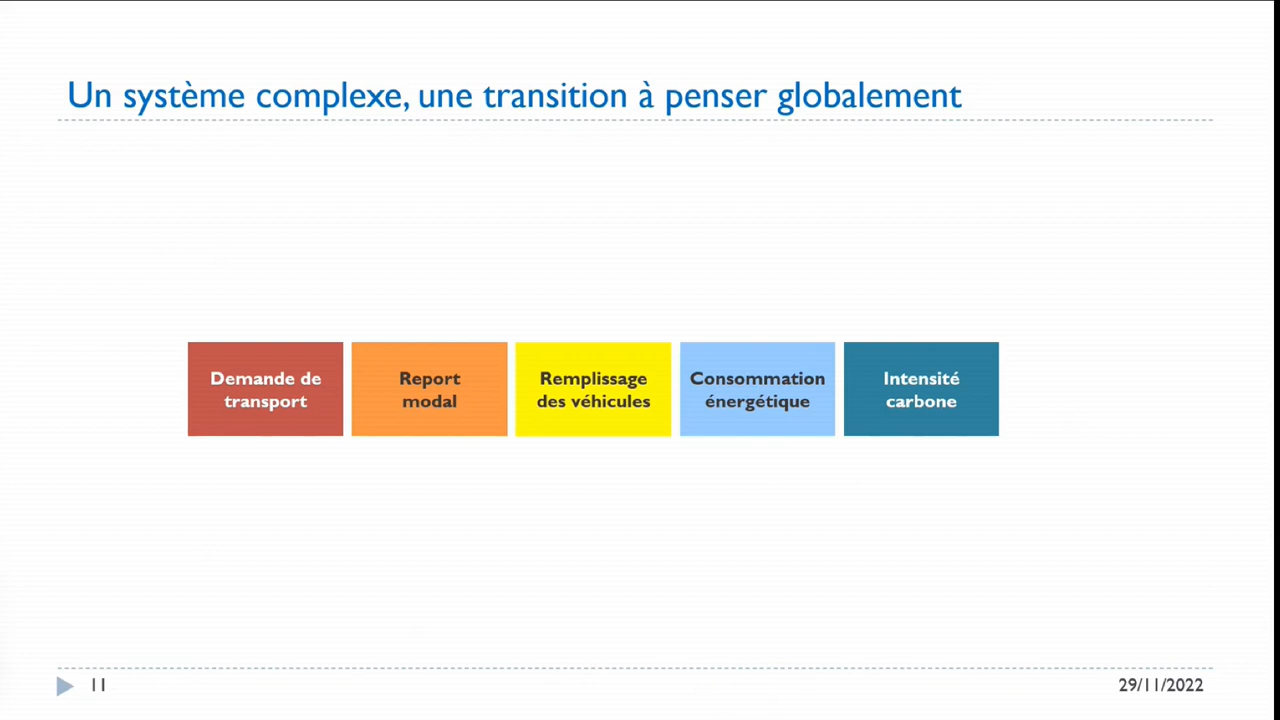 Un système complexe, une transition à penser globalement
Demande de
transport
Report
modal
Remplissage
des véhicules
Consommation
énergétique
Intensité
carbone
11
29/11/2022